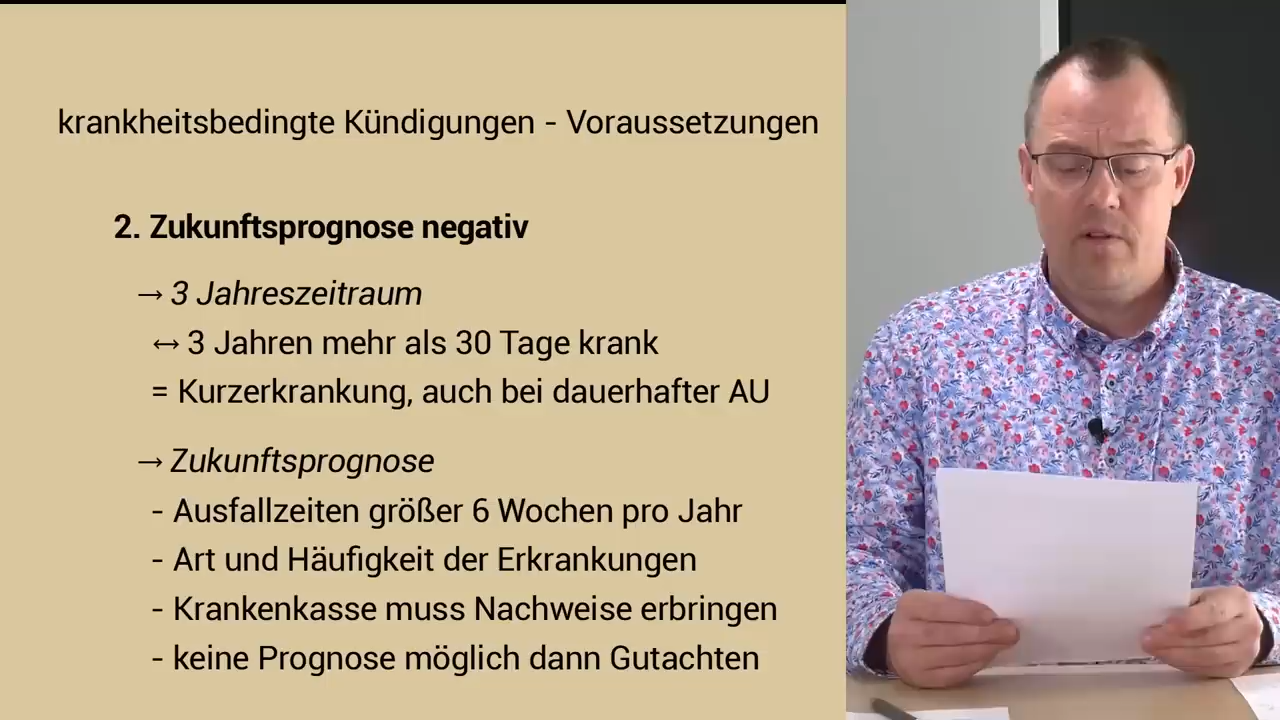 krankheitsbedingte Kündigungen - Voraussetzungen
2. Zukunftsprognose negativ
→ 3 Jahreszeitraum
↔ 3 Jahren mehr als 30 Tage krank
= Kurzerkrankung, auch bei dauerhafter AU
→ Zukunftsprognose
- Ausfallzeiten größer 6 Wochen pro Jahr
- Art und Häufigkeit der Erkrankungen
- Krankenkasse muss Nachweise erbringen
- keine Prognose möglich dann Gutachten